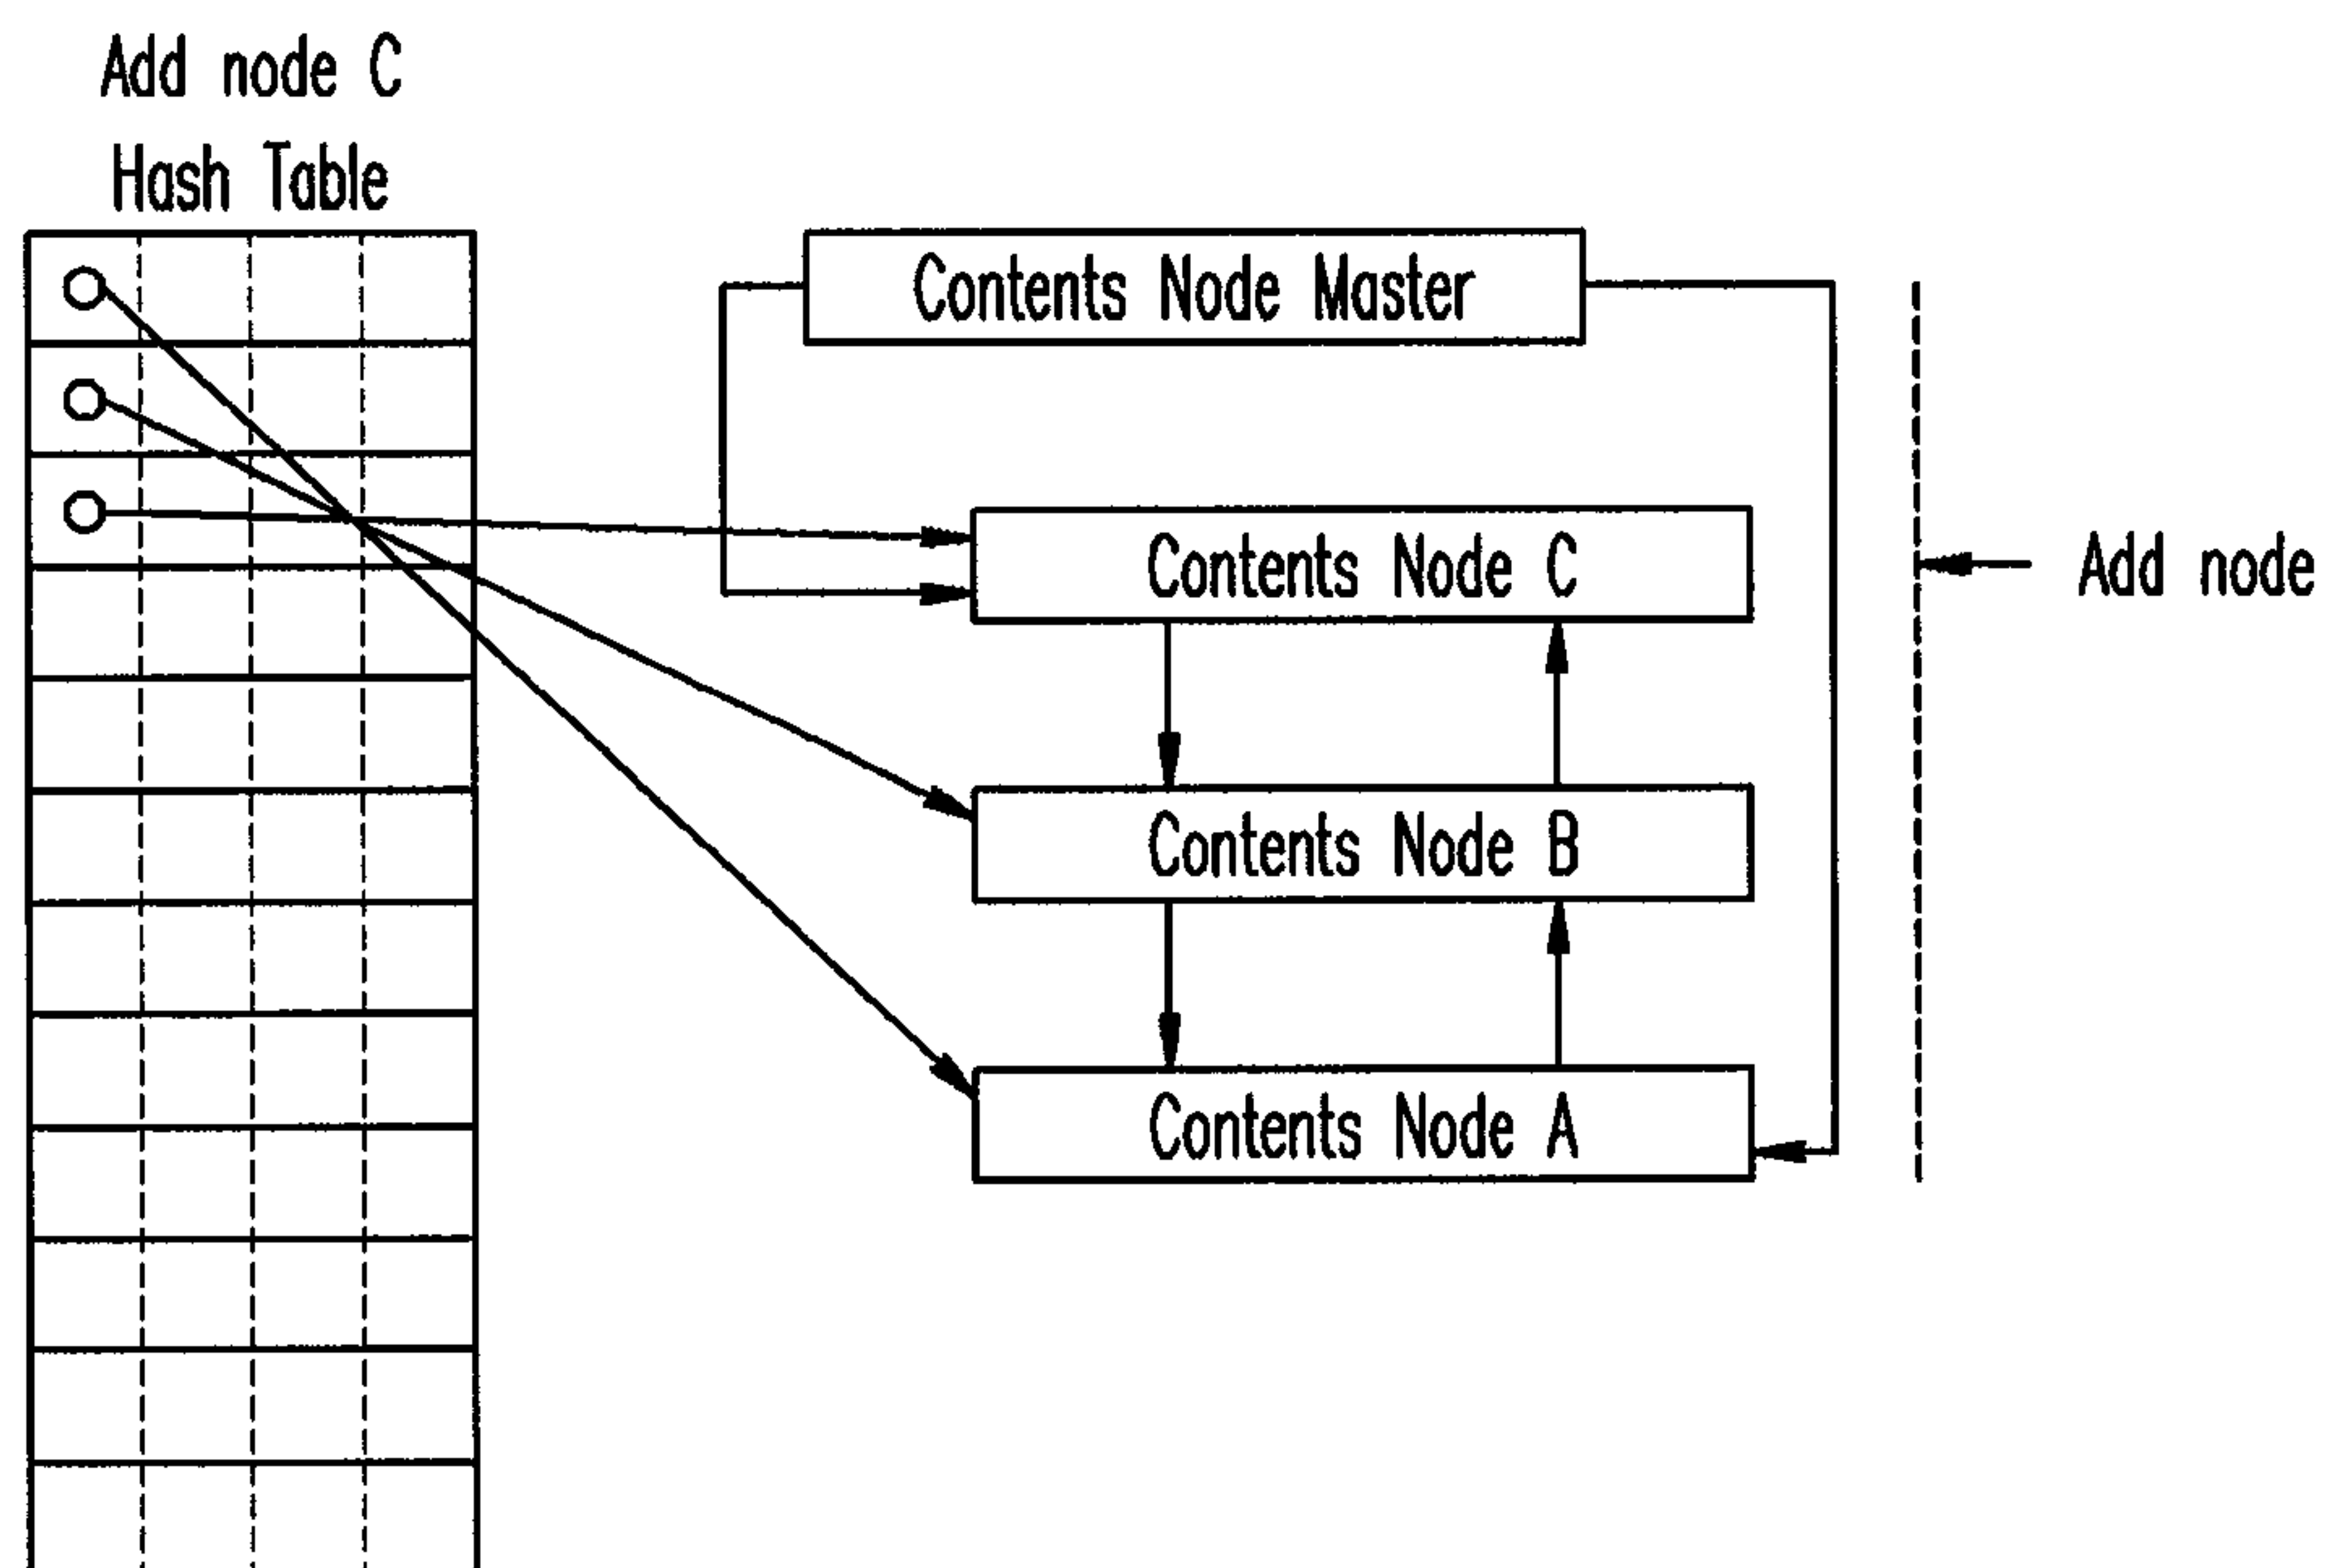 Add node C
Hash Table
Contents Node Master
Contents Node C
Add node
Contents Node B
Contents Node A